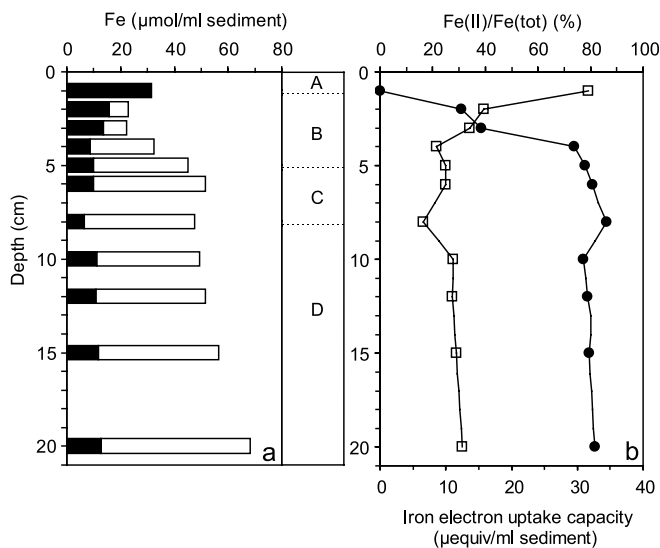 Fe (μmol/ml sediment)
0 20 40 60 80
Fe(II)/Fe(tot) (%)
0 20 40 60 80 100
Depth (cm)
0
5
10
15
20
A
B
C
D
a
0
5
10
15
20
b
0 10 20 30 40
Iron electron uptake capacity
(μequiv/ml sediment)